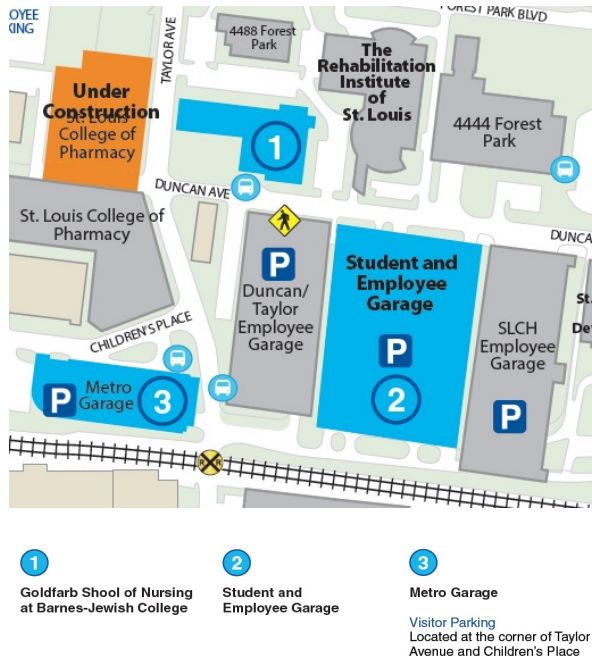 OYEE
KING
TAYLOR AVE
FOREST PARK BLVD
4488 Forest
Park
The
Rehabilitation
Institute
of
St. Louis
Under
Construction
St. Louis
College of
Pharmacy
1
4444 Forest
Park
DUNCAN AVE
St. Louis College of
Pharmacy
DUNCA
P
Duncan/
Taylor
Employee
Garage
Student and
Employee
Garage
P
2
SLCH
Employee
Garage
P
St.
De
CHILDREN'S PLACE
P
Metro
Garage
3
R R
1
Goldfarb Shool of Nursing
at Barnes-Jewish College
2
Student and
Employee Garage
3
Metro Garage
Visitor Parking
Located at the corner of Taylor
Avenue and Children's Place